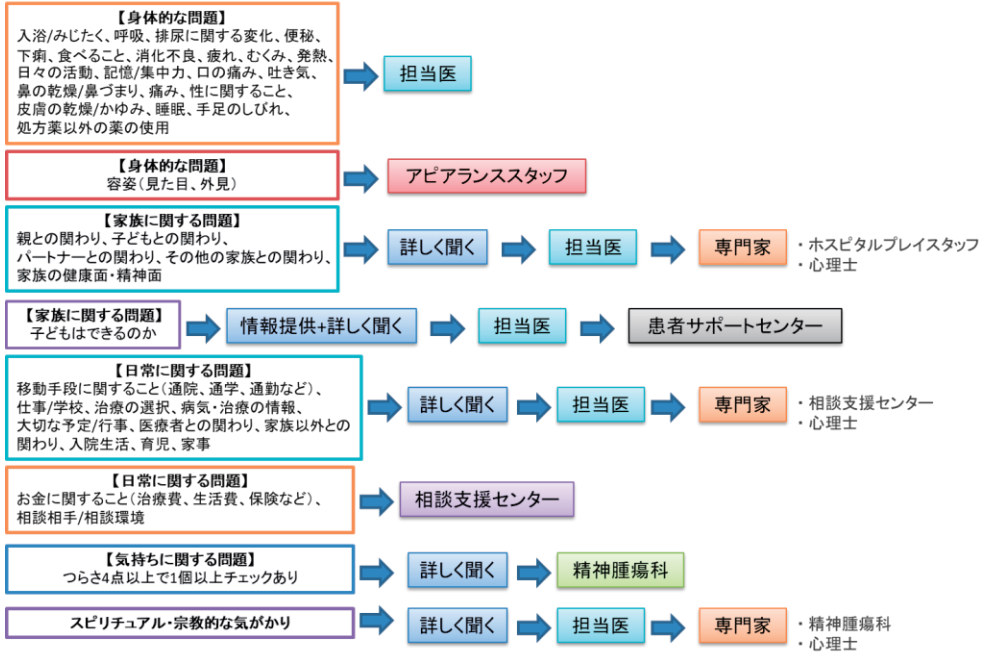 【身体的な問題】
入浴/みじたく、呼吸、排尿に関する変化、便秘、
下痢、食べること、消化不良、疲れ、むくみ、発熱、
日々の活動、記憶/集中力、口の痛み、吐き気、
鼻の乾燥/鼻づまり、痛み、性に関すること、
皮膚の乾燥/かゆみ、睡眠、手足のしびれ、
処方薬以外の薬の使用
担当医
【身体的な問題】
容姿(見た目、外見)
アピアランススタッフ
【家族に関する問題】
親との関わり、子どもとの関わり、
パートナーとの関わり、その他の家族との関わり、
家族の健康面・精神面
詳しく聞く
担当医
専門家
・ホスピタルプレイスタッフ
・心理士
【家族に関する問題】
子どもはできるのか
情報提供+詳しく聞く
担当医
患者サポートセンター
【日常に関する問題】
移動手段に関すること(通院、通学、通勤など)、
仕事/学校、治療の選択、病気・治療の情報、
大切な予定/行事、医療者との関わり、家族以外との
関わり、入院生活、育児、家事
詳しく聞く
担当医
専門家
・相談支援センター
・心理士
【日常に関する問題】
お金に関すること(治療費、生活費、保険など)、
相談相手/相談環境
相談支援センター
【気持ちに関する問題】
つらさ4点以上で1個以上チェックあり
詳しく聞く
精神腫瘍科
スピリチュアル・宗教的な気がかり
詳しく聞く
担当医
専門家
・精神腫瘍科
・心理士